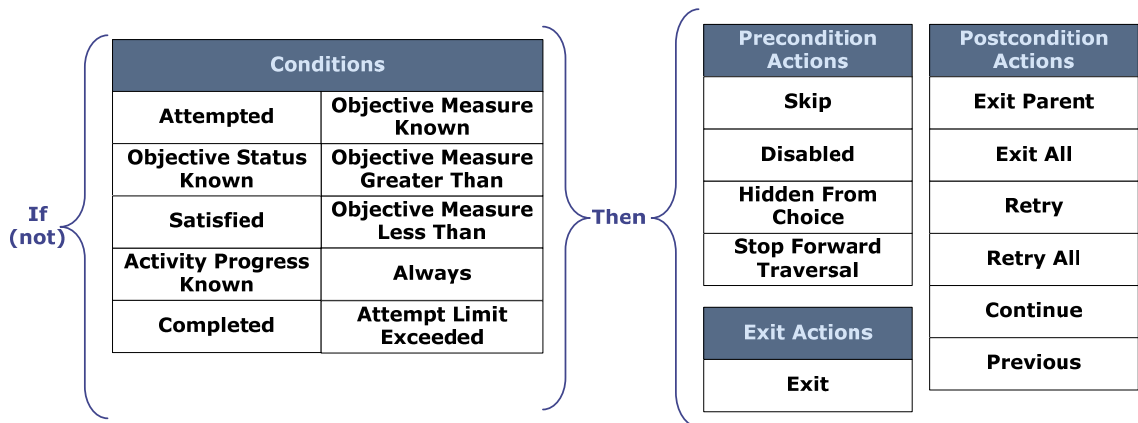 If
(not)
Conditions
Attempted
Objective Measure
Known
Objective Status
Known
Objective Measure
Greater Than
Satisfied
Objective Measure
Less Than
Activity Progress
Known
Always
Completed
Attempt Limit
Exceeded
Then
Precondition
Actions
Skip
Disabled
Hidden From
Choice
Stop Forward
Traversal
Exit Actions
Exit
Postcondition
Actions
Exit Parent
Exit All
Retry
Retry All
Continue
Previous